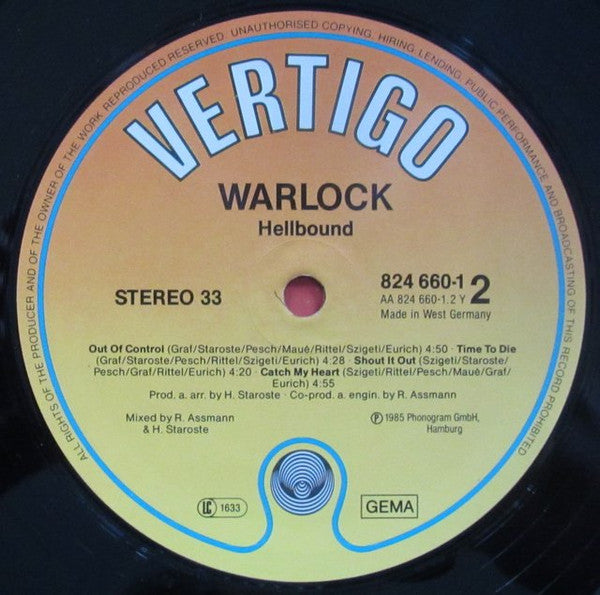 ALL RIGHTS OF THE PRODUCER AND OF THE OWNER OF THE WORK REPRODUCED RESERVED. UNAUTHORISED COPYING, HIRING, LENDING, PUBLIC PERFORMANCE AND BROADCASTING OF THIS RECORD PROHIBITED
VERTIGO
WARLOCK
Hellbound
STEREO 33
824 660-1
AA 824 660-1.2 Y
2
Made in West Germany
Out Of Control (Graf/Staroste/Pesch/Maué/Rittel/Szigeti/Eurich) 4:50 · Time To Die
(Graf/Staroste/Pesch/Rittel/Szigeti/Eurich) 4:28 · Shout It Out (Szigeti/Staroste/
Pesch/Graf/Rittel/Eurich) 4:20 · Catch My Heart (Szigeti/Rittel/Pesch/Maué/Graf/
Eurich) 4:55
Prod. a. arr. by H. Staroste · Co-prod. a. engin. by R. Assmann
Mixed by R. Assmann
& H. Staroste
℗ 1985 Phonogram GmbH,
Hamburg
LC 1633
GEMA